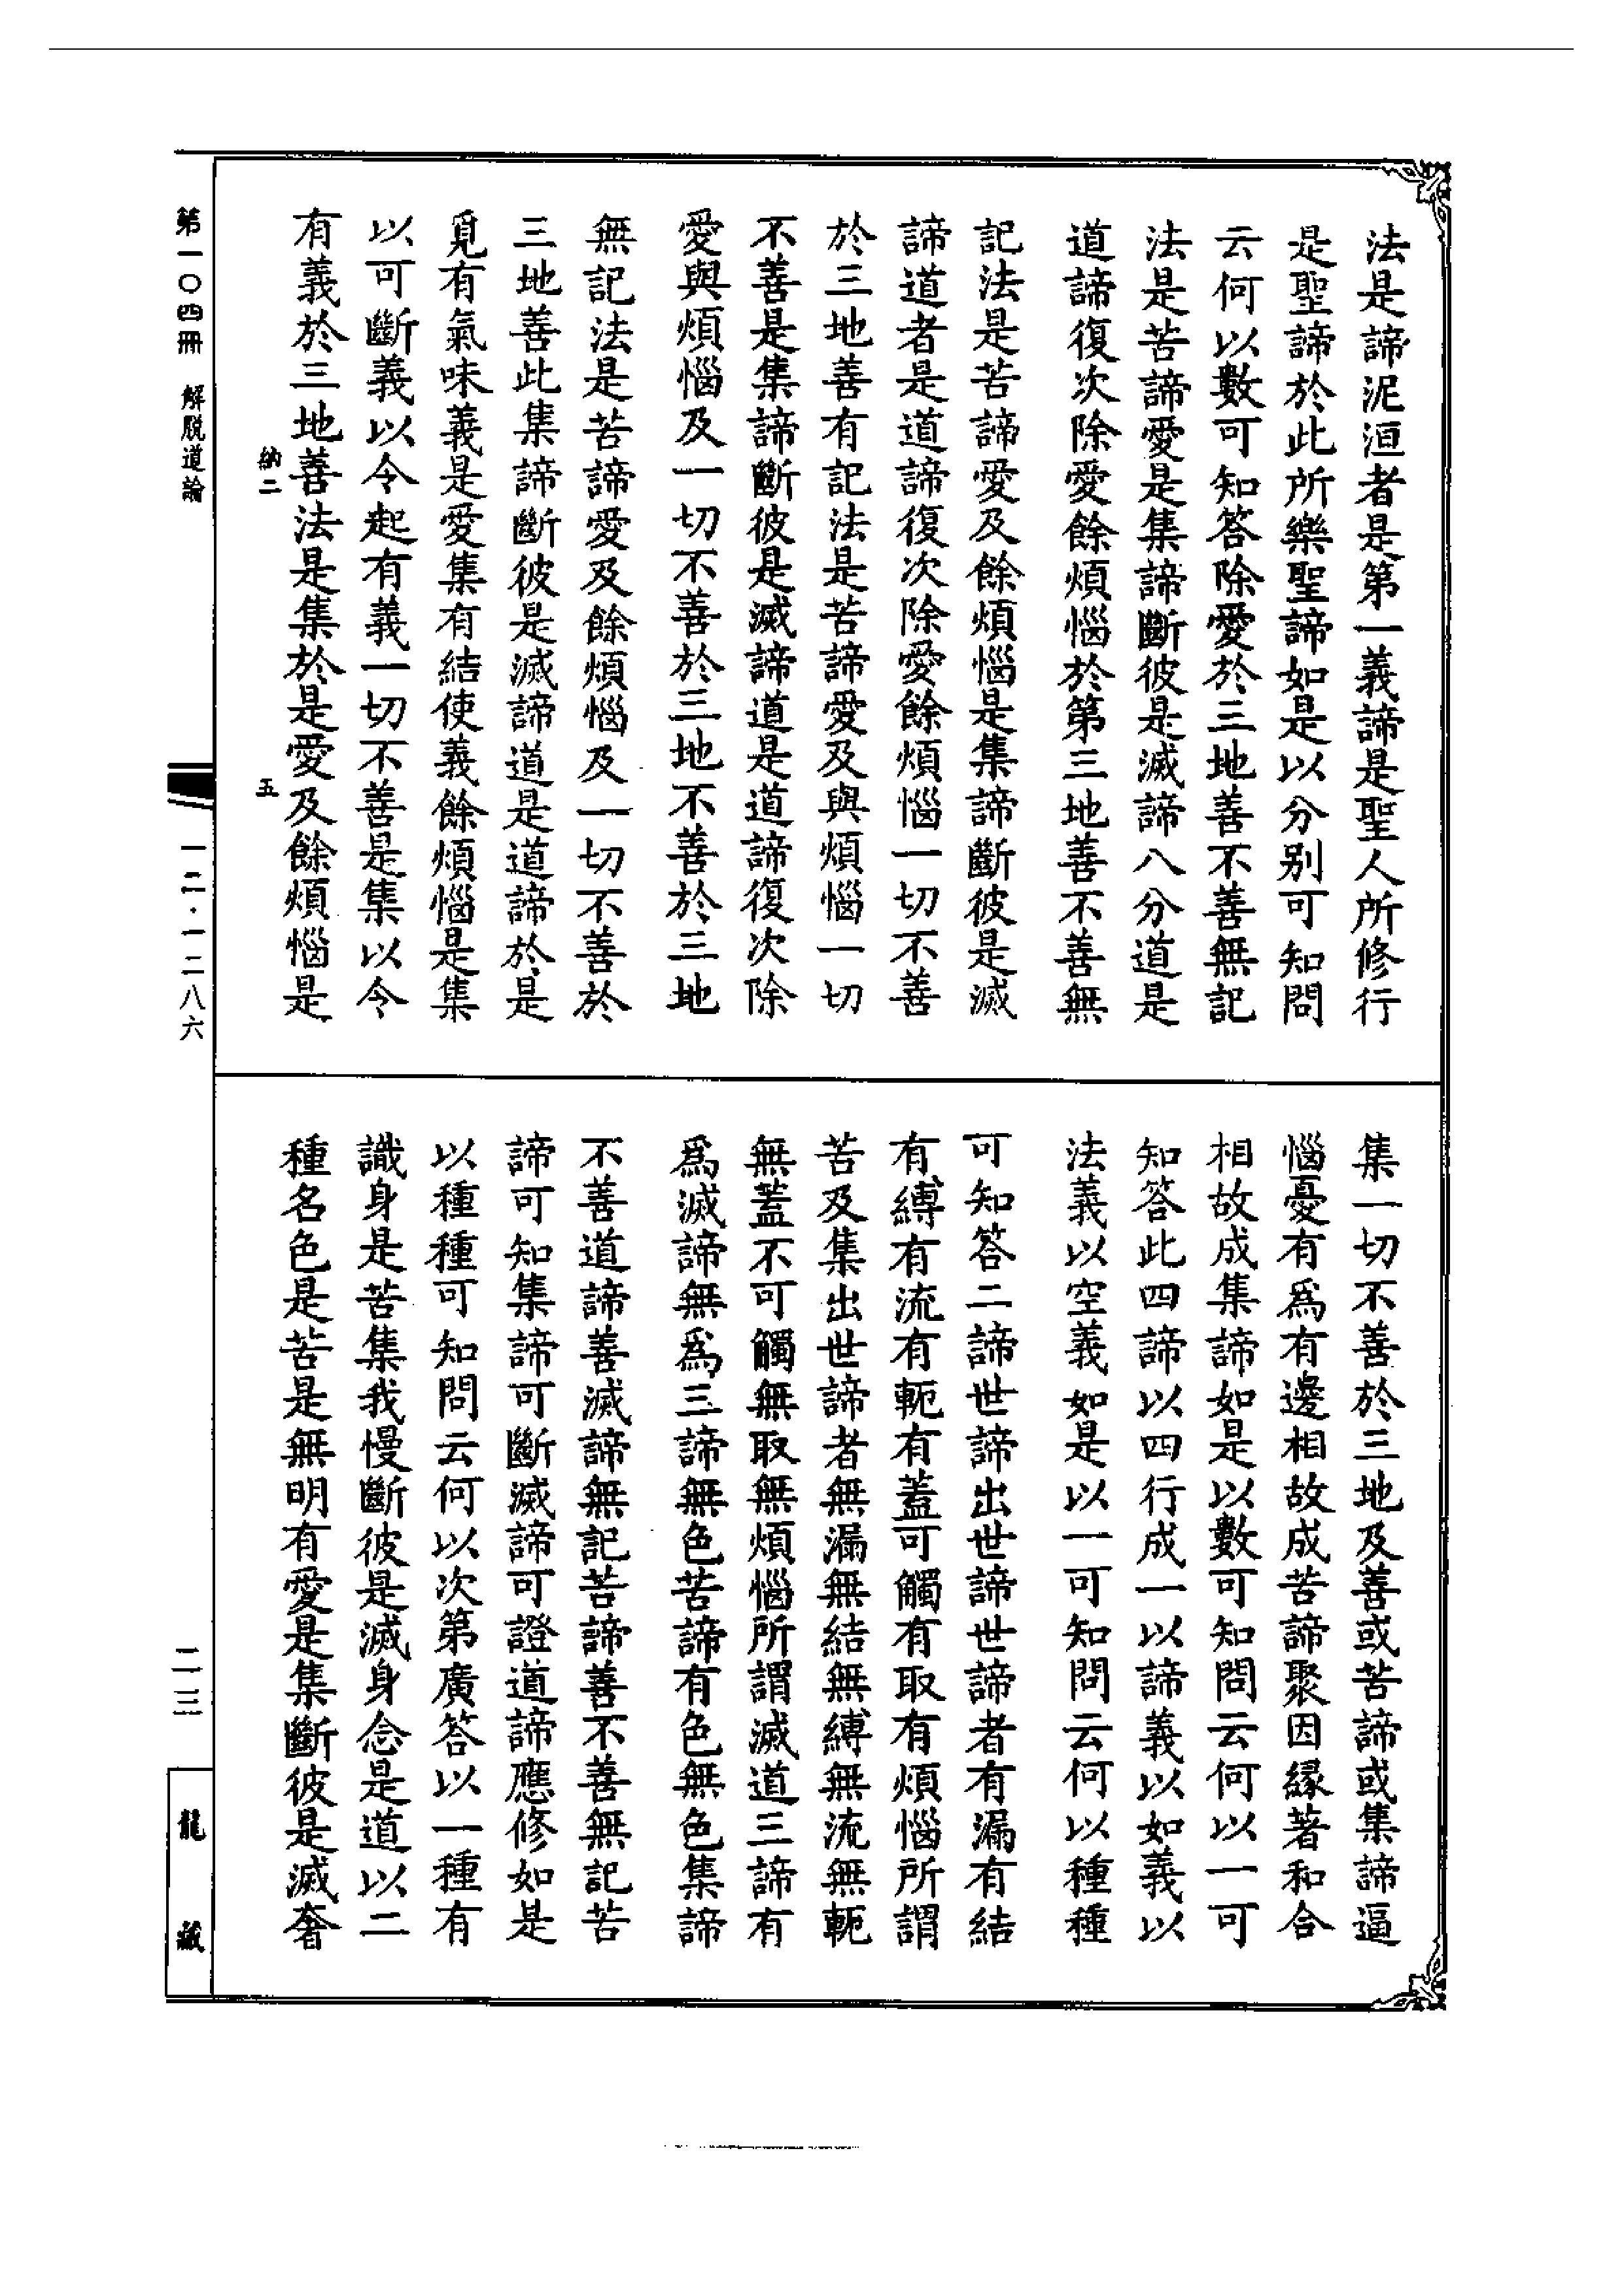 法是諦泥洹者是第一義諦是聖人所修行
是聖諦於此所樂聖諦如是以分別可知問
云何以數可知答除愛於三地善不善無記
法是苦諦愛是集諦斷彼是滅諦八分道是
道諦復次除愛餘煩惱於第三地善不善無
記法是苦諦愛及餘煩惱是集諦斷彼是滅
諦道者是道諦復次除愛餘煩惱一切不善
於三地善有記法是苦諦愛及與煩惱一切
不善是集諦斷彼是滅諦道是道諦復次除
愛與煩惱及一切不善於三地不善於三地
無記法是苦諦愛及餘煩惱及一切不善於
三地善此集諦斷彼是滅諦道是道諦於是
覓有氣味義是愛集有結使義餘煩惱是集
以可斷義以令起有義一切不善是集以令
有義於三地善法是集於是愛及餘煩惱是
集一切不善於三地及善或苦諦或集諦逼
惱憂有為有邊相故成苦諦聚因緣著和合
相故成集諦如是以數可知問云何以一可
知答此四諦以四行成一以諦義以如義以
法義以空義如是以一可知問云何以種種
可知答二諦世諦出世諦世諦者有漏有結
有縛有流有軛有蓋可觸有取有煩惱所謂
苦及集出世諦者無漏無結無縛無流無軛
無蓋不可觸無取無煩惱所謂滅道三諦有
為滅諦無為三諦無色苦諦有色無色集諦
不善道諦善滅諦無記苦諦善不善無記苦
諦可知集諦可斷滅諦可證道諦應修如是
以種種可知問云何以次第廣答以一種有
識身是苦集我慢斷彼是滅身念是道以二
種名色是苦是無明有愛是集斷彼是滅奢
納二
五
第一〇四冊 解脫道論
一二·一二八六
二三
龍藏